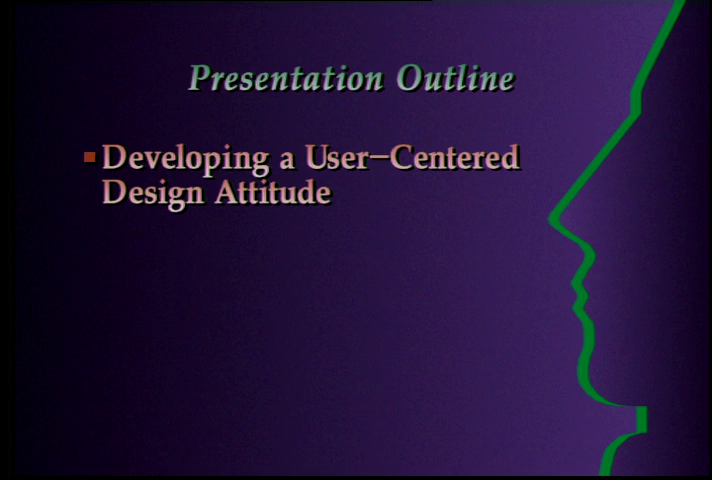 Presentation Outline
Developing a User-Centered
Design Attitude